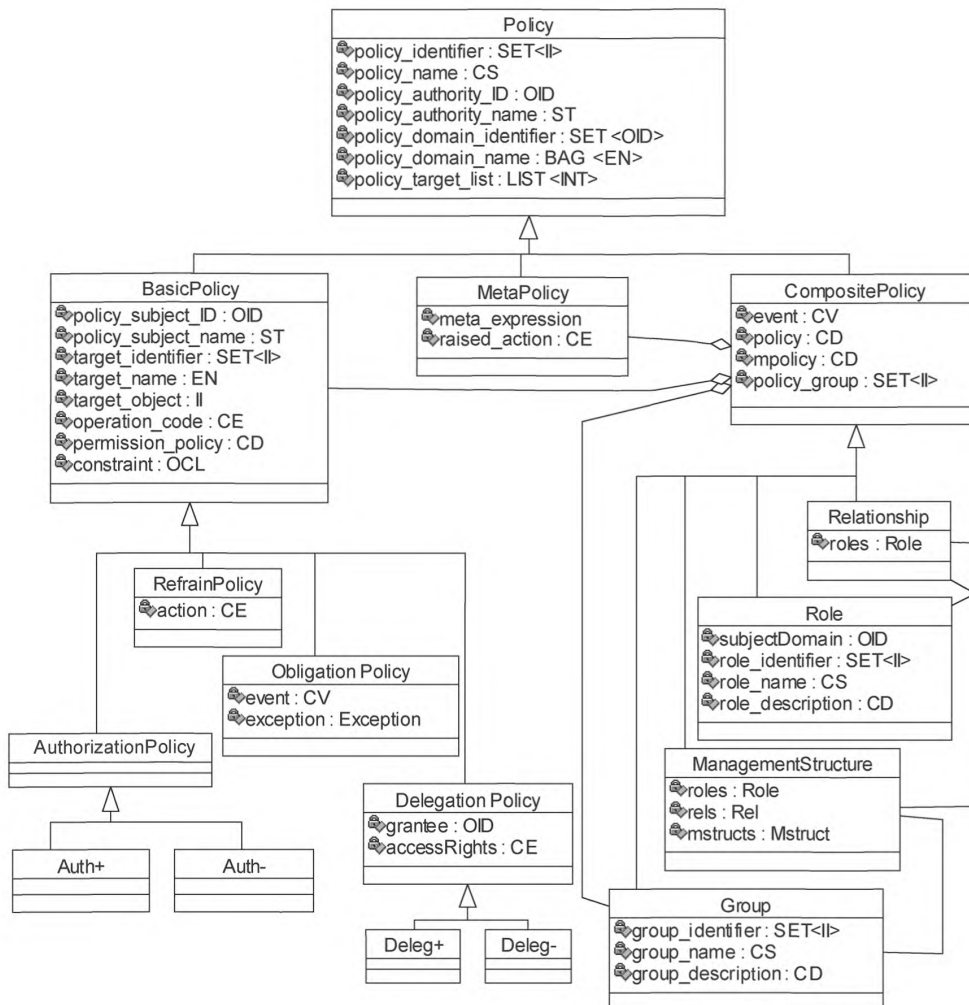 Policy
policy_identifier : SET<II>
policy_name : CS
policy_authority_ID : OID
policy_authority_name : ST
policy_domain_identifier : SET <OID>
policy_domain_name : BAG <EN>
policy_target_list : LIST <INT>
BasicPolicy
policy_subject_ID : OID
policy_subject_name : ST
target_identifier : SET<II>
target_name : EN
target_object : II
operation_code : CE
permission_policy : CD
constraint : OCL
MetaPolicy
meta_expression
raised_action : CE
CompositePolicy
event : CV
policy : CD
mpolicy : CD
policy_group : SET<II>
Relationship
roles : Role
RefrainPolicy
action : CE
Role
subjectDomain : OID
role_identifier : SET<II>
role_name : CS
role_description : CD
Obligation Policy
event : CV
exception : Exception
AuthorizationPolicy
ManagementStructure
roles : Role
rels : Rel
mstructs : Mstruct
Delegation Policy
grantee : OID
accessRights : CE
Auth+
Auth-
Group
group_identifier : SET<II>
group_name : CS
group_description : CD
Deleg+
Deleg-